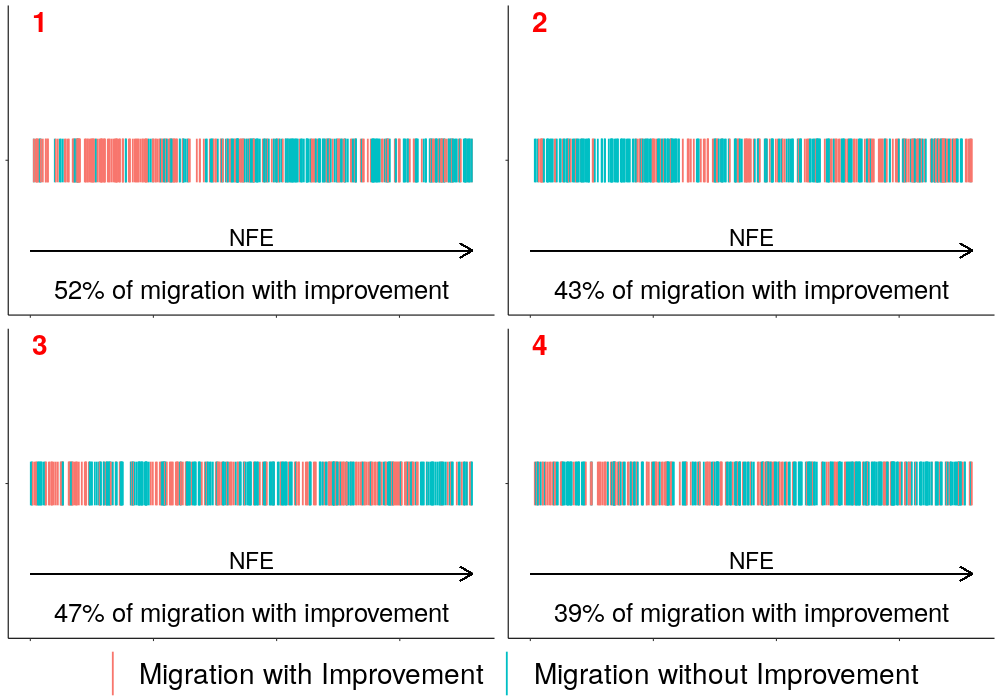 1
NFE
52% of migration with improvement
2
NFE
43% of migration with improvement
3
NFE
47% of migration with improvement
4
NFE
39% of migration with improvement
Migration with Improvement
Migration without Improvement